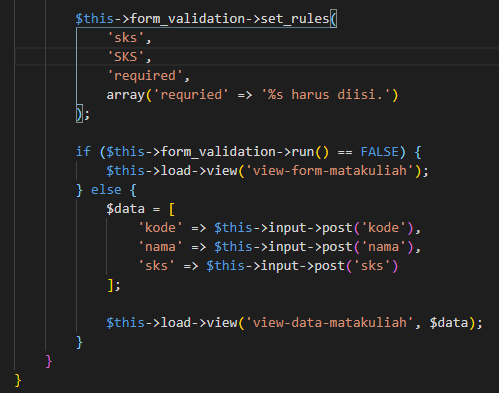 $this->form_validation->set_rules(
'sks',
'SKS',
'required',
array('requried' => '%s harus diisi.')
);
if ($this->form_validation->run() == FALSE) {
$this->load->view('view-form-matakuliah');
} else {
$data = [
'kode' => $this->input->post('kode'),
'nama' => $this->input->post('nama'),
'sks' => $this->input->post('sks')
];
$this->load->view('view-data-matakuliah', $data);
}
}
}